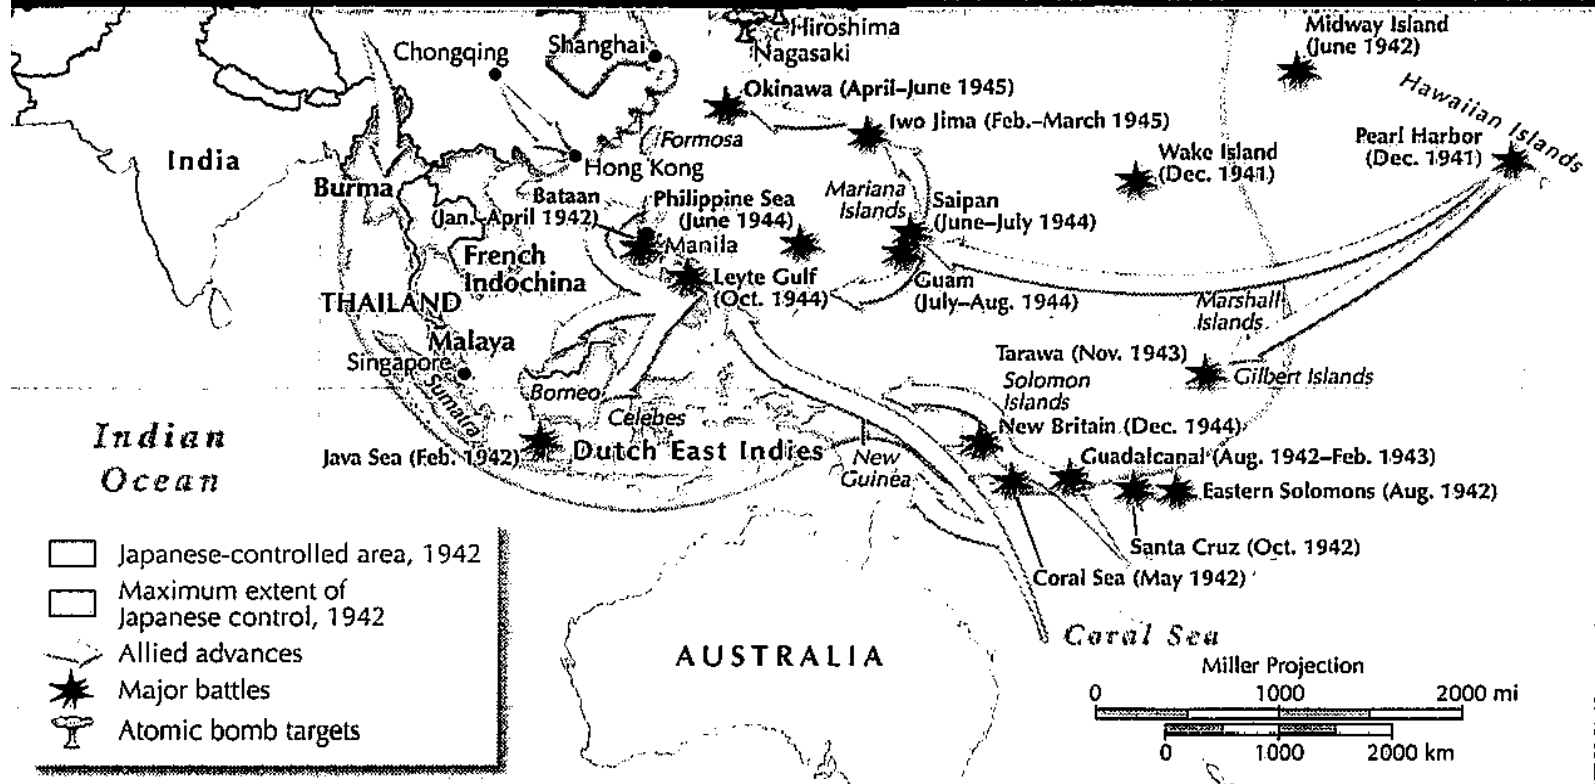 Hiroshima
Nagasaki
Midway Island
(June 1942)
Chongqing
Shanghai
Okinawa (April–June 1945)
Hawaiian Islands
Iwo Jima (Feb.–March 1945)
Pearl Harbor
(Dec. 1941)
Formosa
India
Hong Kong
Wake Island
(Dec. 1941)
Burma
Bataan
(Jan.–April 1942)
Philippine Sea
(June 1944)
Mariana
Islands
Saipan
(June–July 1944)
Manila
French
Indochina
Leyte Gulf
(Oct. 1944)
Guam
(July–Aug. 1944)
THAILAND
Marshall
Islands
Malaya
Singapore
Tarawa (Nov. 1943)
Gilbert Islands
Sumatra
Borneo
Celebes
Solomon
Islands
Indian
Ocean
New Britain (Dec. 1944)
Java Sea (Feb. 1942)
Dutch East Indies
New
Guinea
Guadalcanal (Aug. 1942–Feb. 1943)
Eastern Solomons (Aug. 1942)
Santa Cruz (Oct. 1942)
Coral Sea (May 1942)
Coral Sea
AUSTRALIA
Japanese-controlled area, 1942
Maximum extent of
Japanese control, 1942
Allied advances
Major battles
Atomic bomb targets
Miller Projection
0 1000 2000 mi
0 1000 2000 km